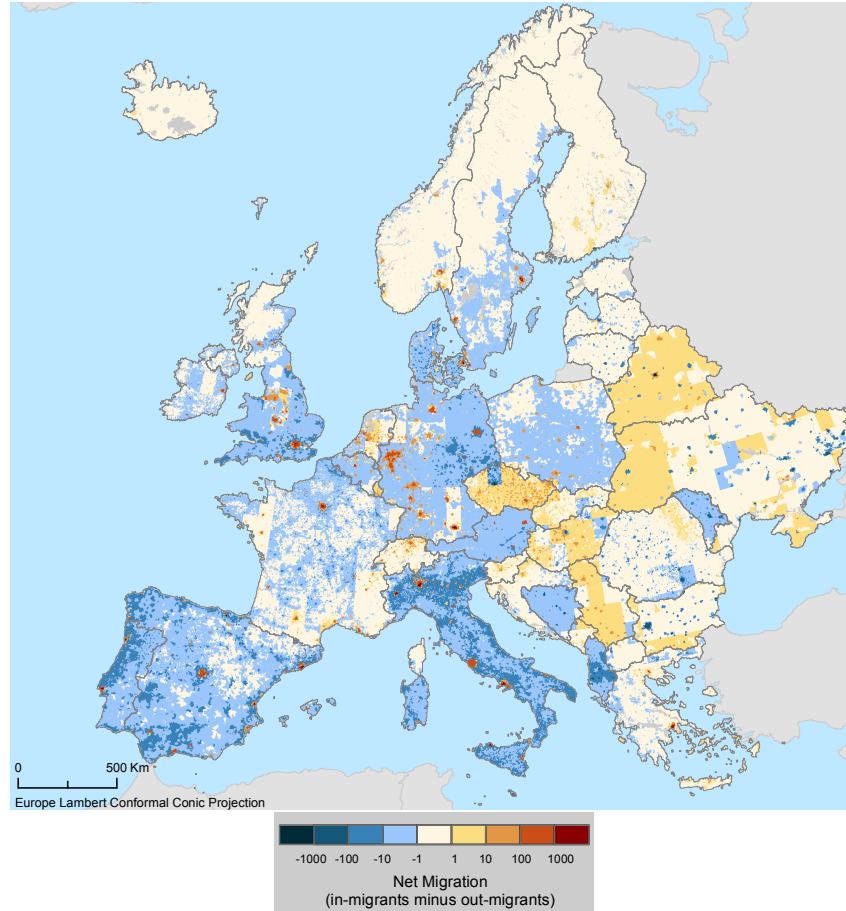 0 500 Km
Europe Lambert Conformal Conic Projection
-1000 -100 -10 -1 1 10 100 1000
Net Migration
(in-migrants minus out-migrants)